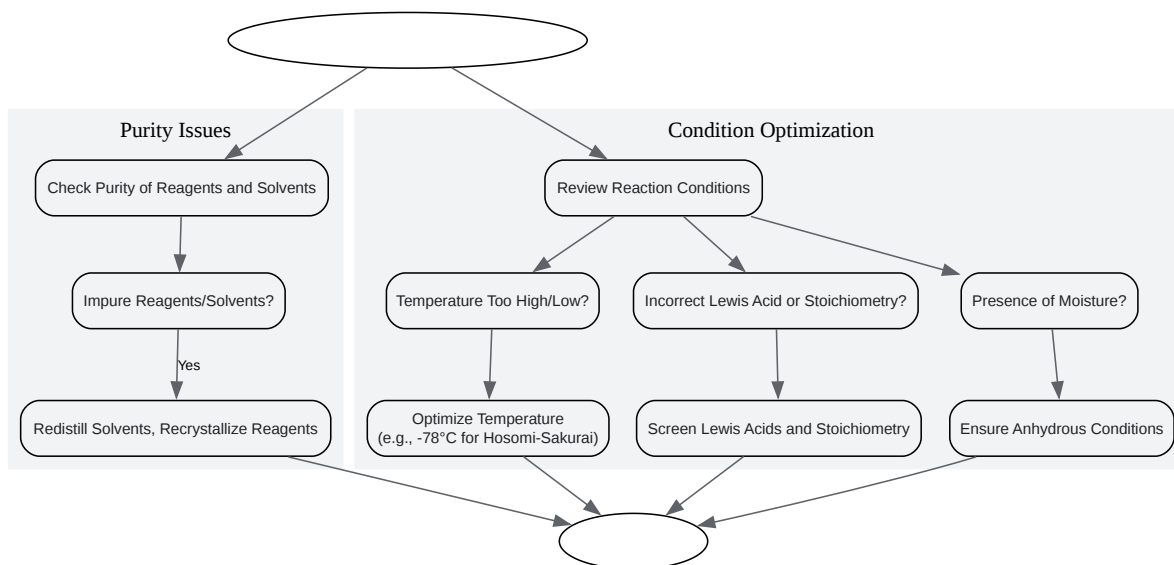 Purity Issues
Condition Optimization
Check Purity of Reagents and Solvents
Review Reaction Conditions
Impure Reagents/Solvents?
Temperature Too High/Low?
Incorrect Lewis Acid or Stoichiometry?
Presence of Moisture?
Yes
Redistill Solvents, Recrystallize Reagents
Optimize Temperature
(e.g., -78°C for Hosomi-Sakurai)
Screen Lewis Acids and Stoichiometry
Ensure Anhydrous Conditions